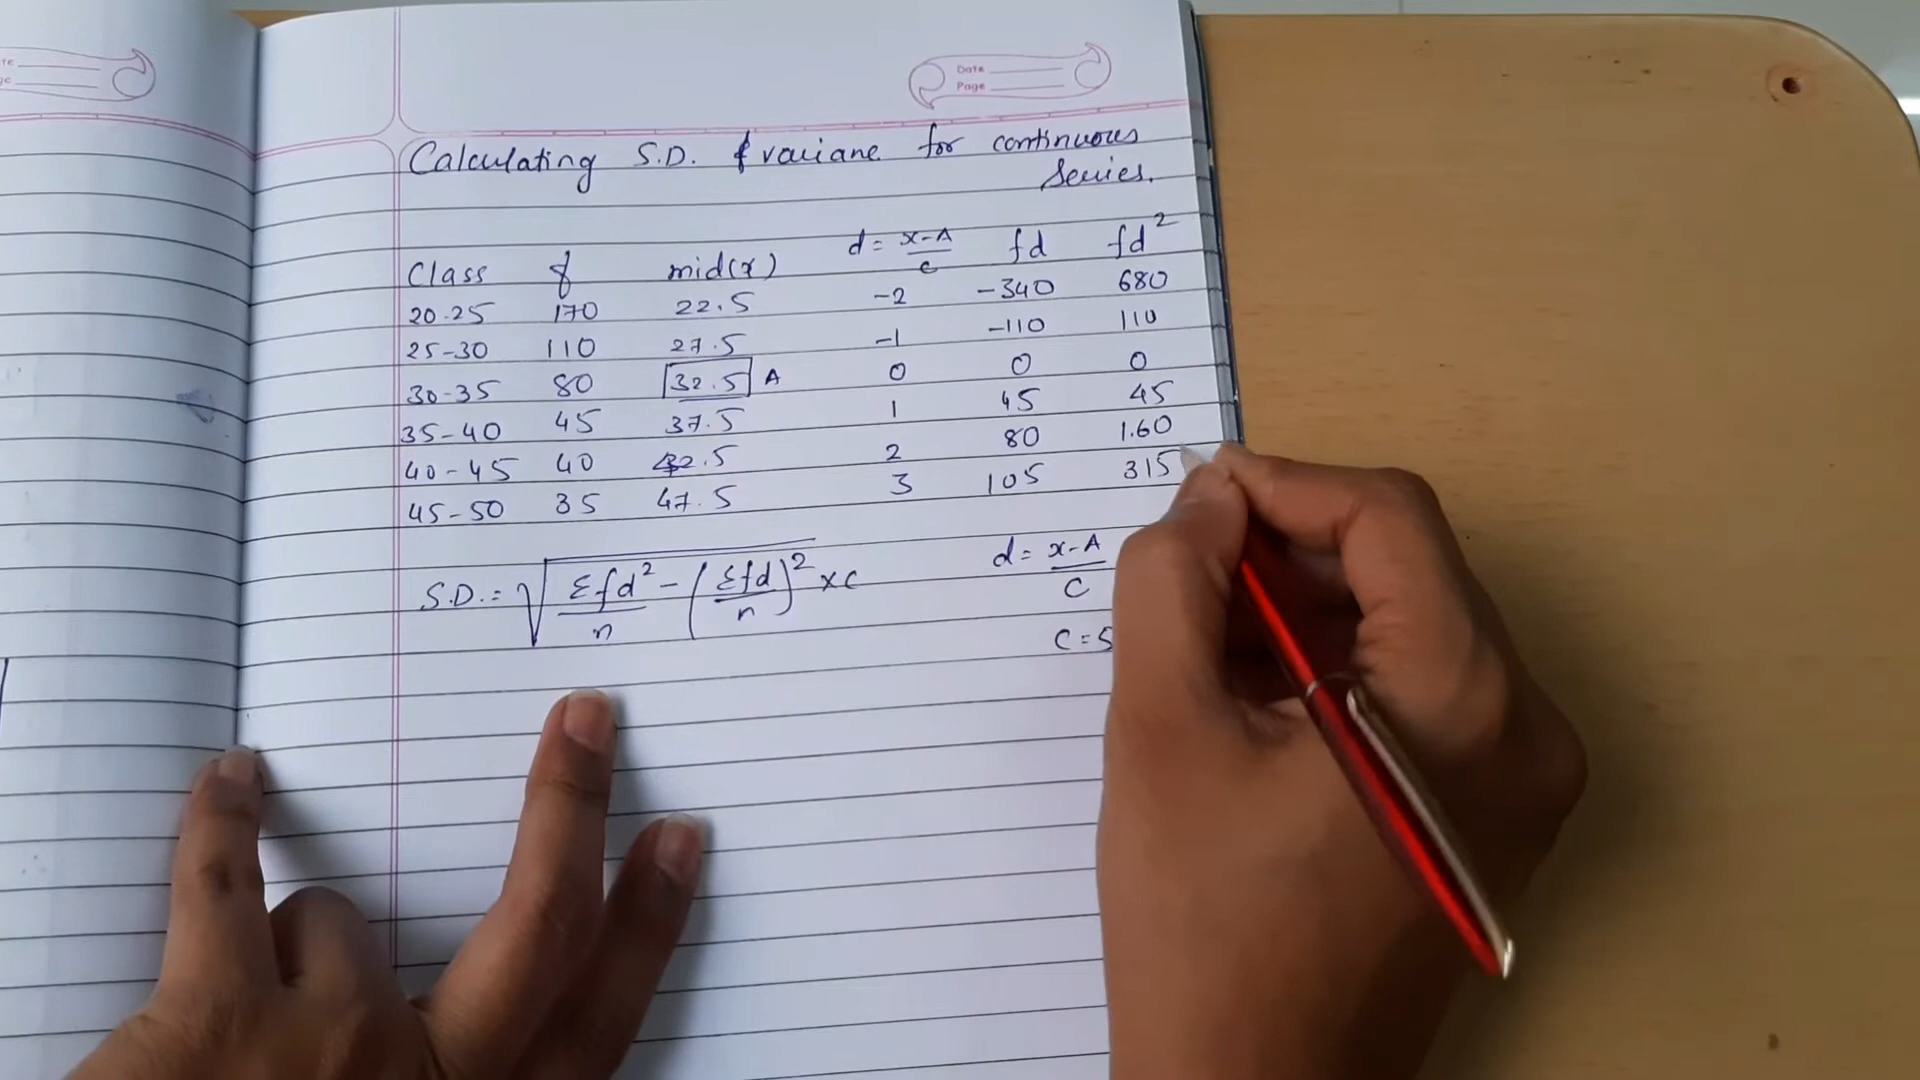 Date
Page
Calculating S.D. & variane for continuous
Series.
Class f mid(x) d = x-A/c fd fd²
20-25 170 22.5 -2 -340 680
25-30 110 27.5 -1 -110 110
30-35 80 32.5 A 0 0 0
35-40 45 37.5 1 45 45
40-45 40 42.5 2 80 1.60
45-50 35 47.5 3 105 315
S.D. = √Σfd²/n - (Σfd/n)² xc
d = x-A/C
C = 5